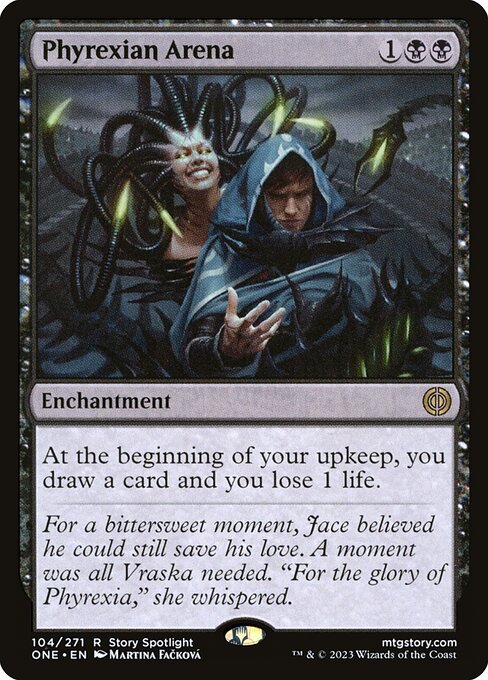 Phyrexian Arena 1
Enchantment
At the beginning of your upkeep, you
draw a card and you lose 1 life.
For a bittersweet moment, Jace believed
he could still save his love. A moment
was all Vraska needed. “For the glory of
Phyrexia,” she whispered.
104/271 R Story Spotlight mtgstory.com
ONE • EN Martina Fačková ™ & © 2023 Wizards of the Coast